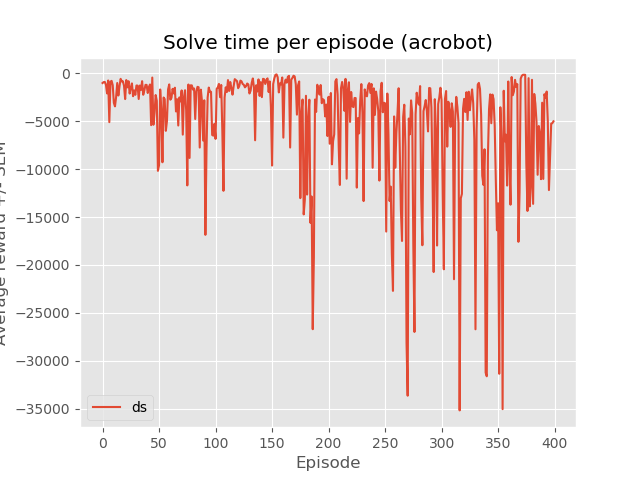 Solve time per episode (acrobot)
Average reward +/- SEM
0
−5000
−10000
−15000
−20000
−25000
−30000
−35000
ds
0 50 100 150 200 250 300 350 400
Episode